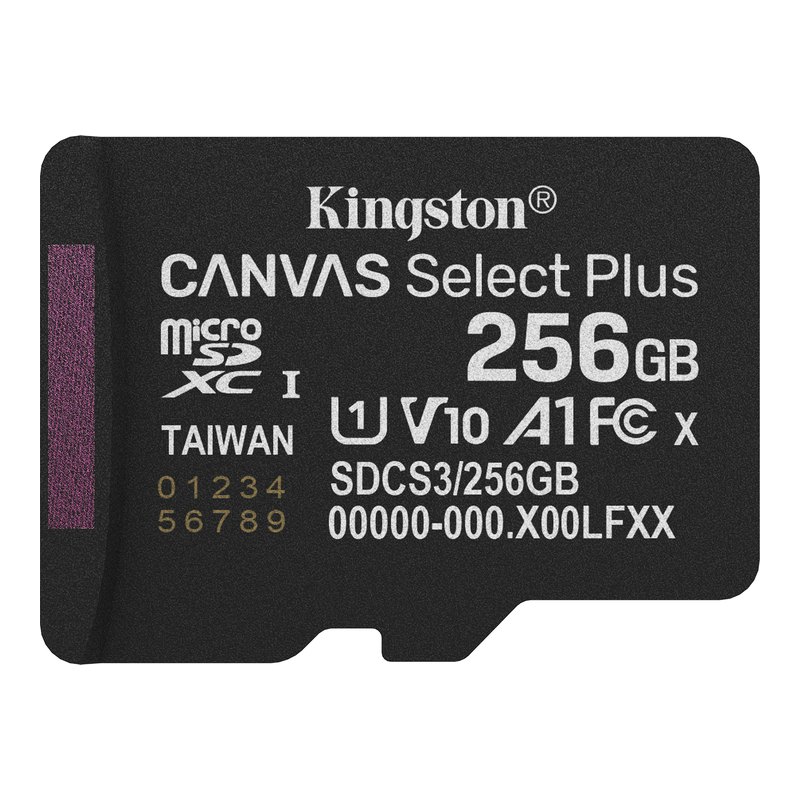 Kingston®
CANVAS Select Plus
micro SD XC I
256GB
U1 V10 A1 FC X
TAIWAN
SDCS3/256GB
01234
56789
00000-000.X00LFXX